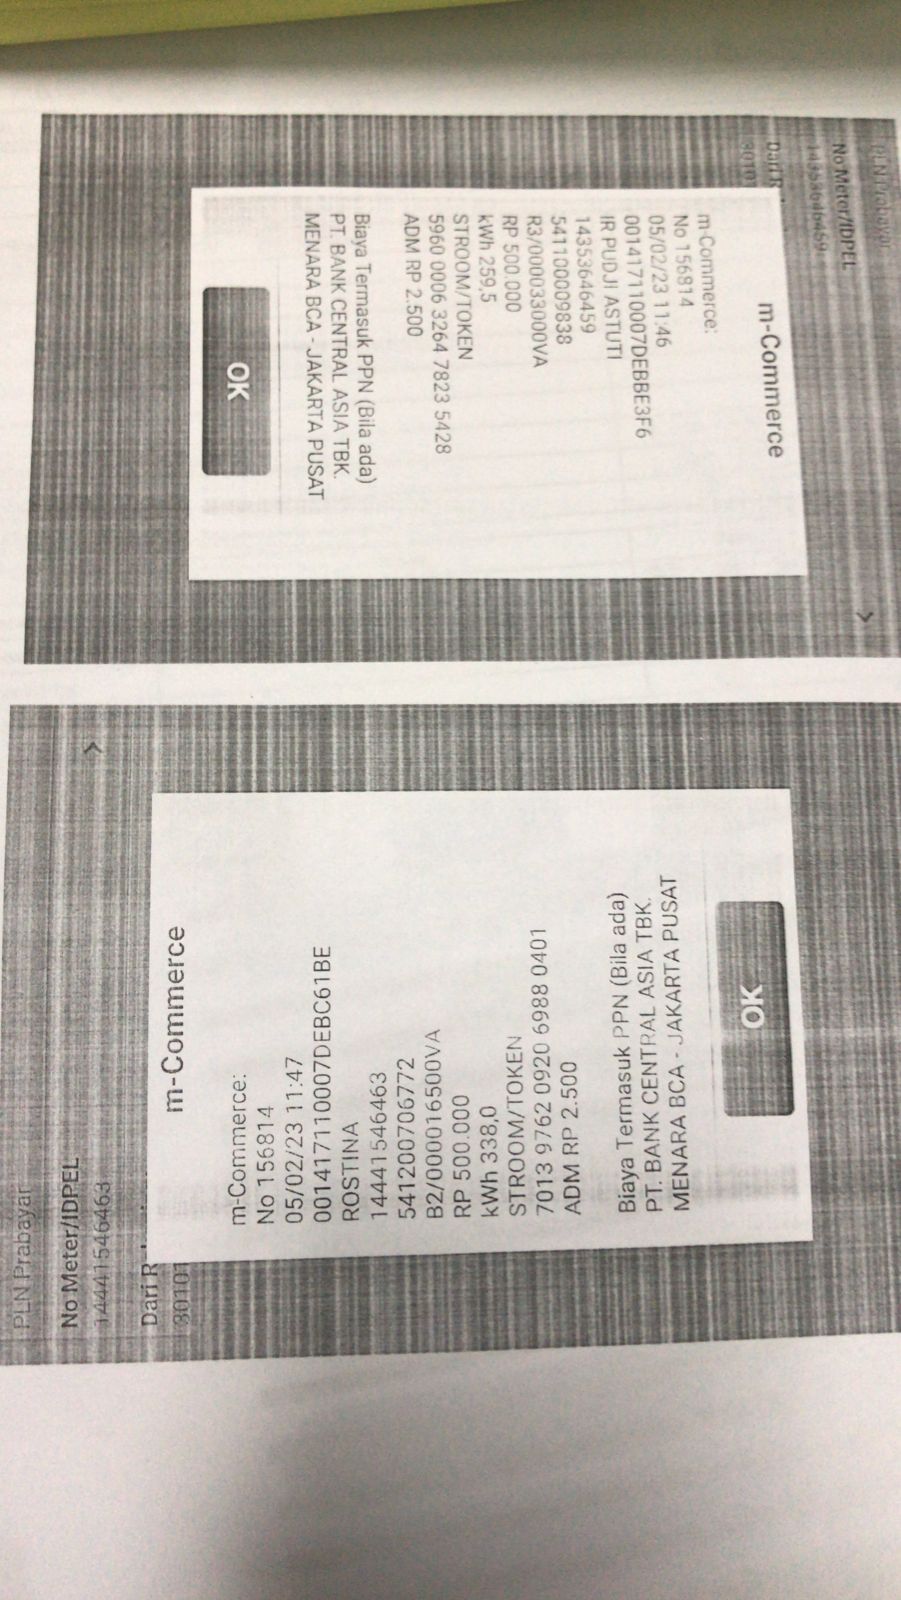 PLN Prabayar
No Meter/IDPEL
14353646459
Dari R
30101
m-Commerce
m-Commerce:
No 156814
05/02/23 11:46
001417110007DEBBE3F6
IR PUDJI ASTUTI
14353646459
541100009838
R3/000033000VA
RP 500.000
kWh 259,5
STROOM/TOKEN
5960 0006 3264 7823 5428
ADM RP 2.500
Biaya Termasuk PPN (Bila ada)
PT. BANK CENTRAL ASIA TBK.
MENARA BCA - JAKARTA PUSAT
OK
PLN Prabayar
No Meter/IDPEL
14441546463
Dari R
30101
m-Commerce
m-Commerce:
No 156814
05/02/23 11:47
001417110007DEBC61BE
ROSTINA
14441546463
541200706772
B2/000016500VA
RP 500.000
kWh 338,0
STROOM/TOKEN
7013 9762 0920 6988 0401
ADM RP 2.500
Biaya Termasuk PPN (Bila ada)
PT. BANK CENTRAL ASIA TBK.
MENARA BCA - JAKARTA PUSAT
OK